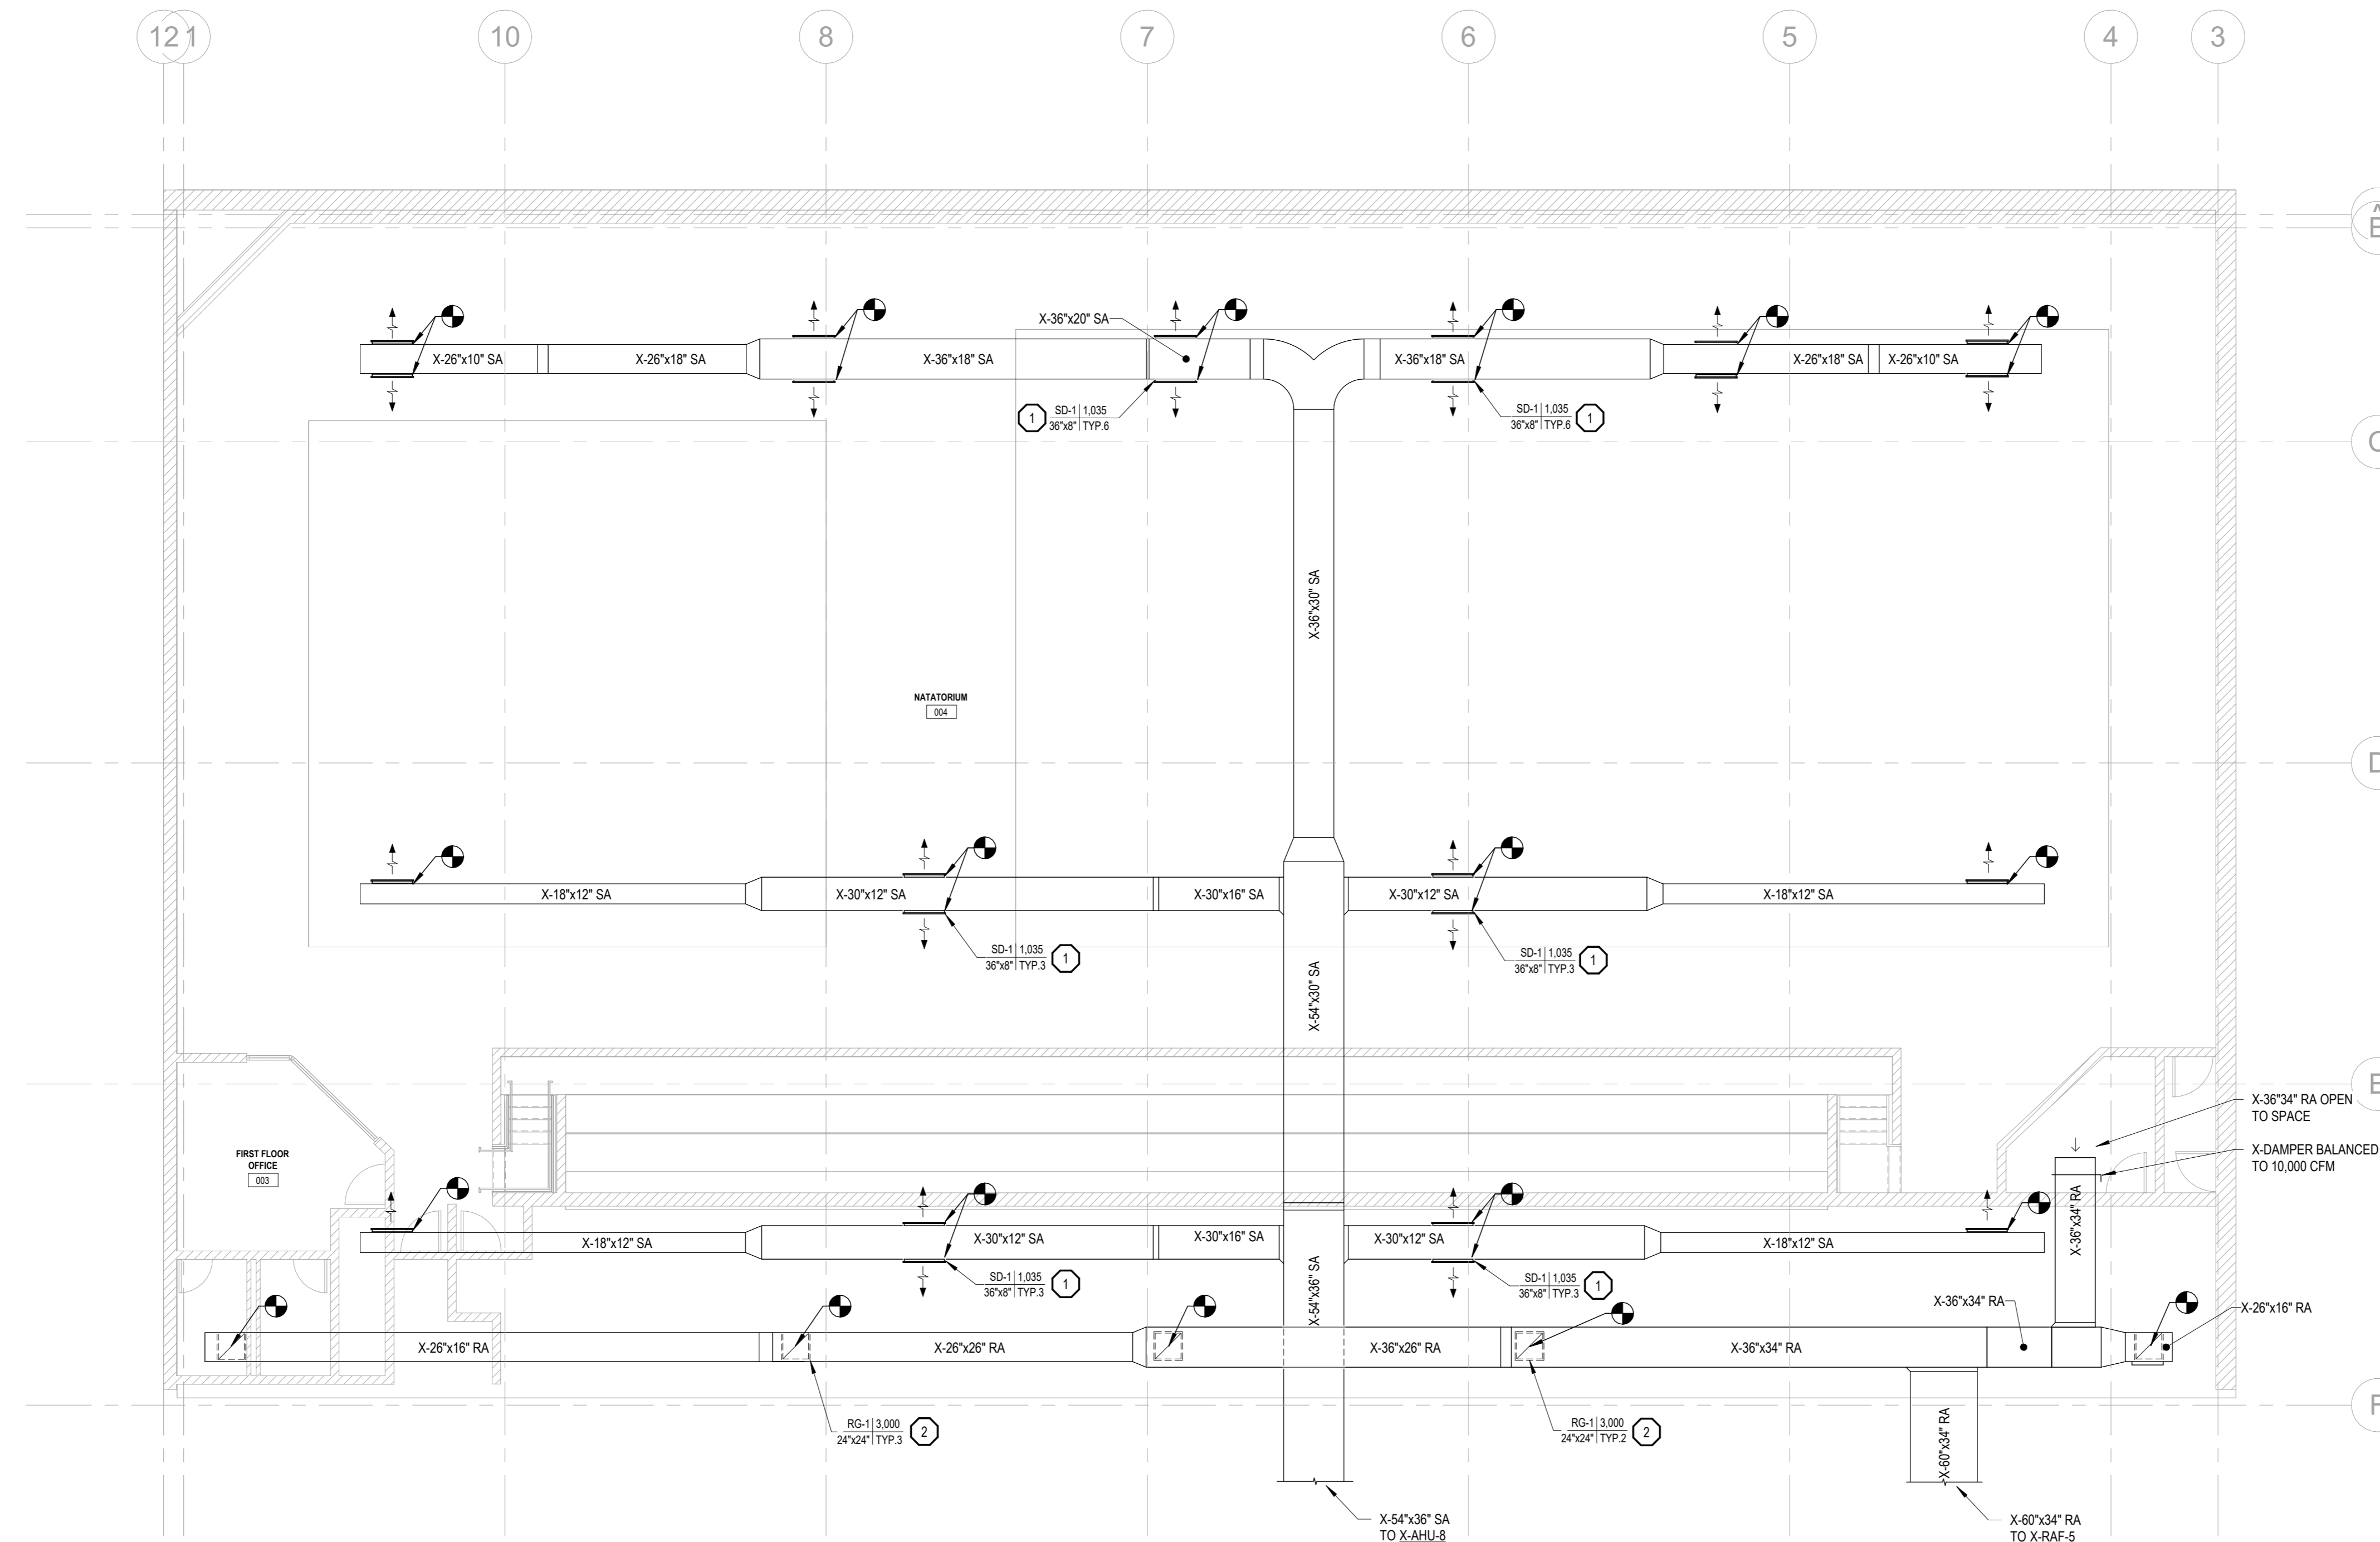 12 1 10 8 7 6 5 4 3
B
X-36"x20" SA
X-26"x10" SA X-26"x18" SA X-36"x18" SA X-36"x18" SA X-26"x18" SA X-26"x10" SA
1 SD-1 1,035
36"x8" TYP.6
SD-1 1,035 1
36"x8" TYP.6
C
X-36"x30" SA
NATATORIUM
004
D
X-18"x12" SA X-30"x12" SA X-30"x16" SA X-30"x12" SA X-18"x12" SA
SD-1 1,035 1
36"x8" TYP.3
SD-1 1,035 1
36"x8" TYP.3
X-54"x30" SA
E
X-36"34" RA OPEN
TO SPACE
X-DAMPER BALANCED
TO 10,000 CFM
FIRST FLOOR
OFFICE
003
X-36"x34" RA
X-18"x12" SA X-30"x12" SA X-30"x16" SA X-30"x12" SA X-18"x12" SA
SD-1 1,035 1
36"x8" TYP.3
SD-1 1,035 1
36"x8" TYP.3
X-54"x36" SA
X-36"x34" RA
X-26"x16" RA
X-26"x16" RA X-26"x26" RA X-36"x26" RA X-36"x34" RA
F
RG-1 3,000 2
24"x24" TYP.3
RG-1 3,000 2
24"x24" TYP.2
X-60"x34" RA
X-54"x36" SA
TO X-AHU-8
X-60"x34" RA
TO X-RAF-5